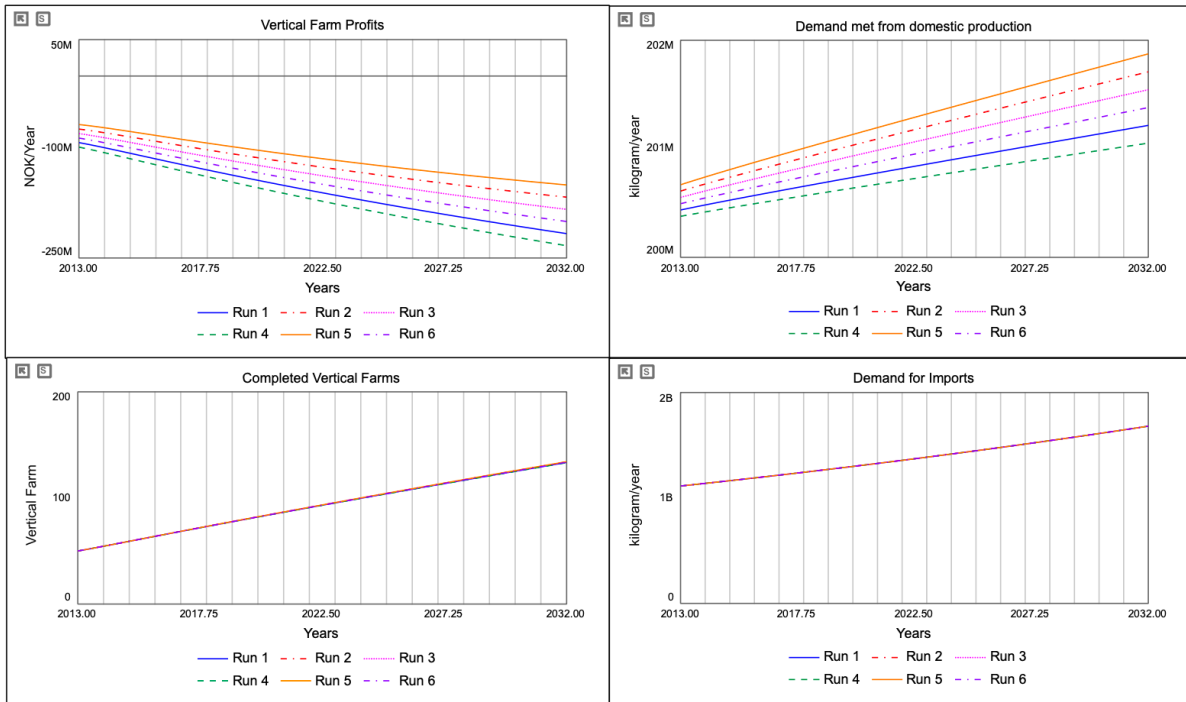 Vertical Farm Profits
50M
-100M
-250M
NOK/Year
2013.00 2017.75 2022.50 2027.25 2032.00
Years
Run 1 Run 2 Run 3
Run 4 Run 5 Run 6
S
Demand met from domestic production
202M
201M
200M
kilogram/year
2013.00 2017.75 2022.50 2027.25 2032.00
Years
Run 1 Run 2 Run 3
Run 4 Run 5 Run 6
S
Completed Vertical Farms
200
100
0
Vertical Farm
2013.00 2017.75 2022.50 2027.25 2032.00
Years
Run 1 Run 2 Run 3
Run 4 Run 5 Run 6
S
Demand for Imports
2B
1B
0
kilogram/year
2013.00 2017.75 2022.50 2027.25 2032.00
Years
Run 1 Run 2 Run 3
Run 4 Run 5 Run 6
S